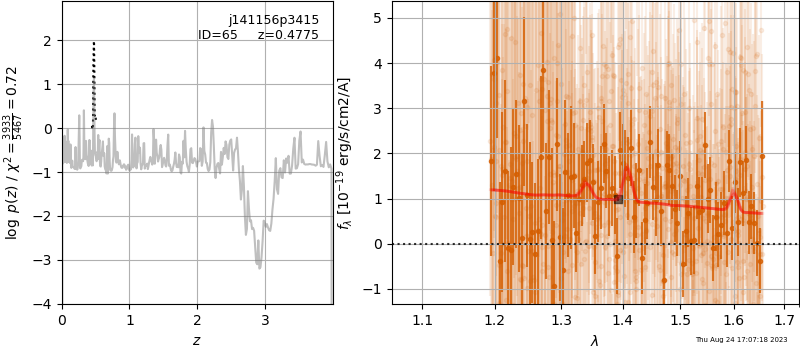 j141156p3415
ID=65 z=0.4775
log p(z) / χ² = 3933/5467 = 0.72
2
1
0
−1
−2
−3
−4
0 1 2 3
z
fλ [10⁻¹⁹ erg/s/cm2/A]
5
4
3
2
1
0
−1
1.1 1.2 1.3 1.4 1.5 1.6 1.7
λ
Thu Aug 24 17:07:18 2023